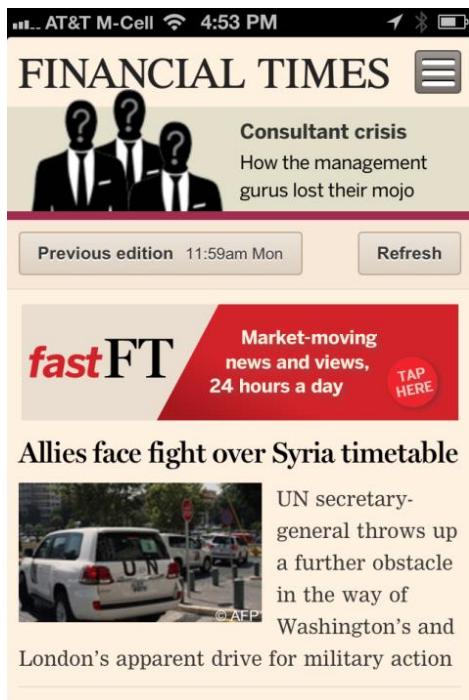 AT&T M-Cell 4:53 PM
FINANCIAL TIMES
? ? ?
Consultant crisis
How the management
gurus lost their mojo
Previous edition 11:59am Mon
Refresh
fastFT
Market-moving
news and views,
24 hours a day
TAP
HERE
Allies face fight over Syria timetable
UN
© AFP
UN secretary-
general throws up
a further obstacle
in the way of
Washington's and
London's apparent drive for military action